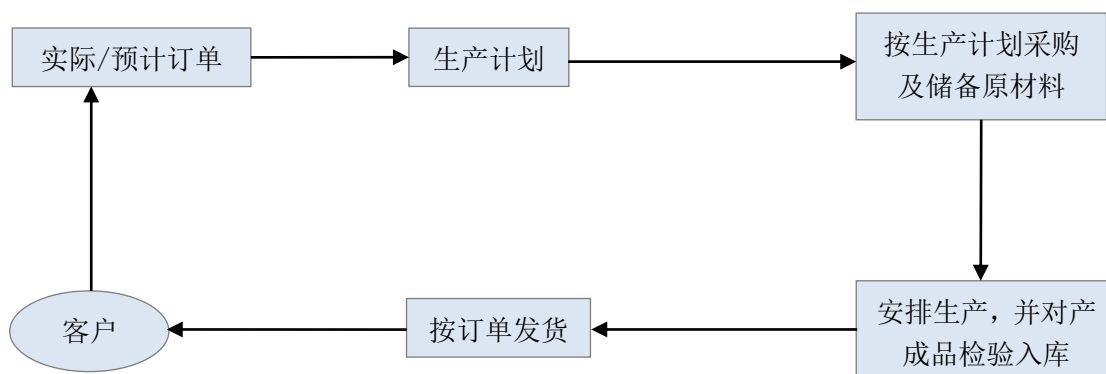 实际/预计订单
生产计划
按生产计划采购
及储备原材料
客户
按订单发货
安排生产，并对产
成品检验入库